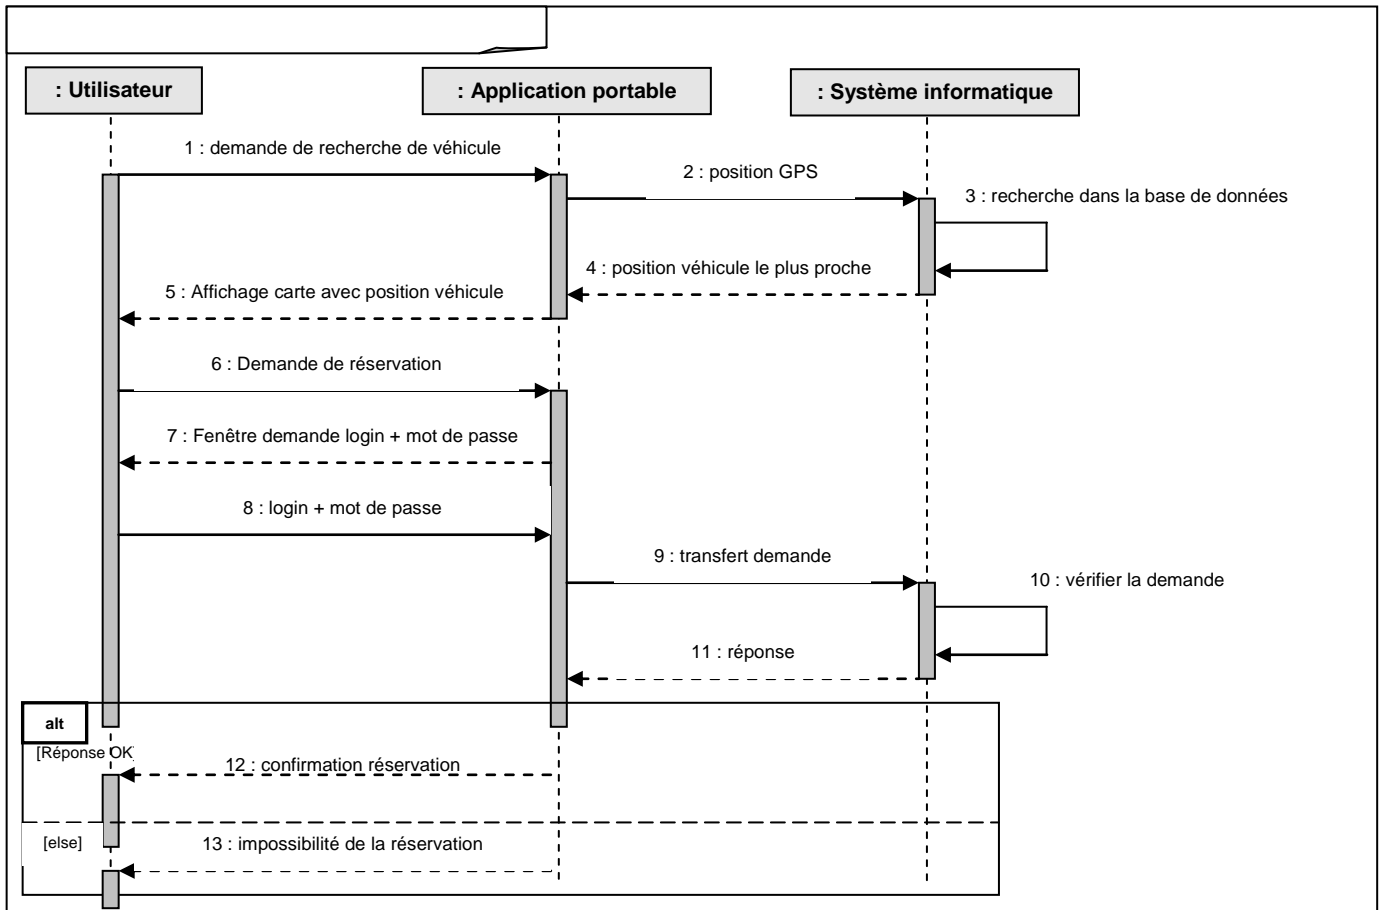 : Utilisateur
: Application portable
: Système informatique
1 : demande de recherche de véhicule
2 : position GPS
3 : recherche dans la base de données
4 : position véhicule le plus proche
5 : Affichage carte avec position véhicule
6 : Demande de réservation
7 : Fenêtre demande login + mot de passe
8 : login + mot de passe
9 : transfert demande
10 : vérifier la demande
11 : réponse
alt
[Réponse OK]
12 : confirmation réservation
[else]
13 : impossibilité de la réservation